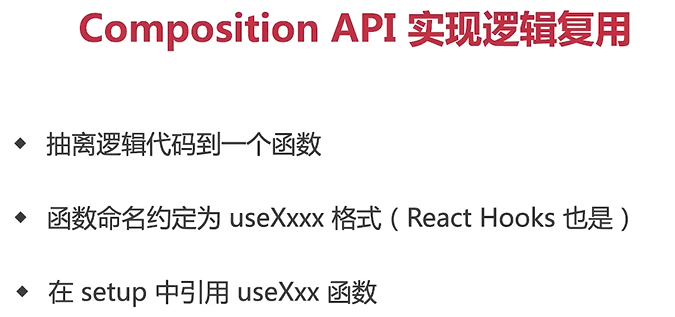 Composition API 实现逻辑复用
◆ 抽离逻辑代码到一个函数
◆ 函数命名约定为 useXxxx 格式（React Hooks 也是）
◆ 在 setup 中引用 useXxx 函数